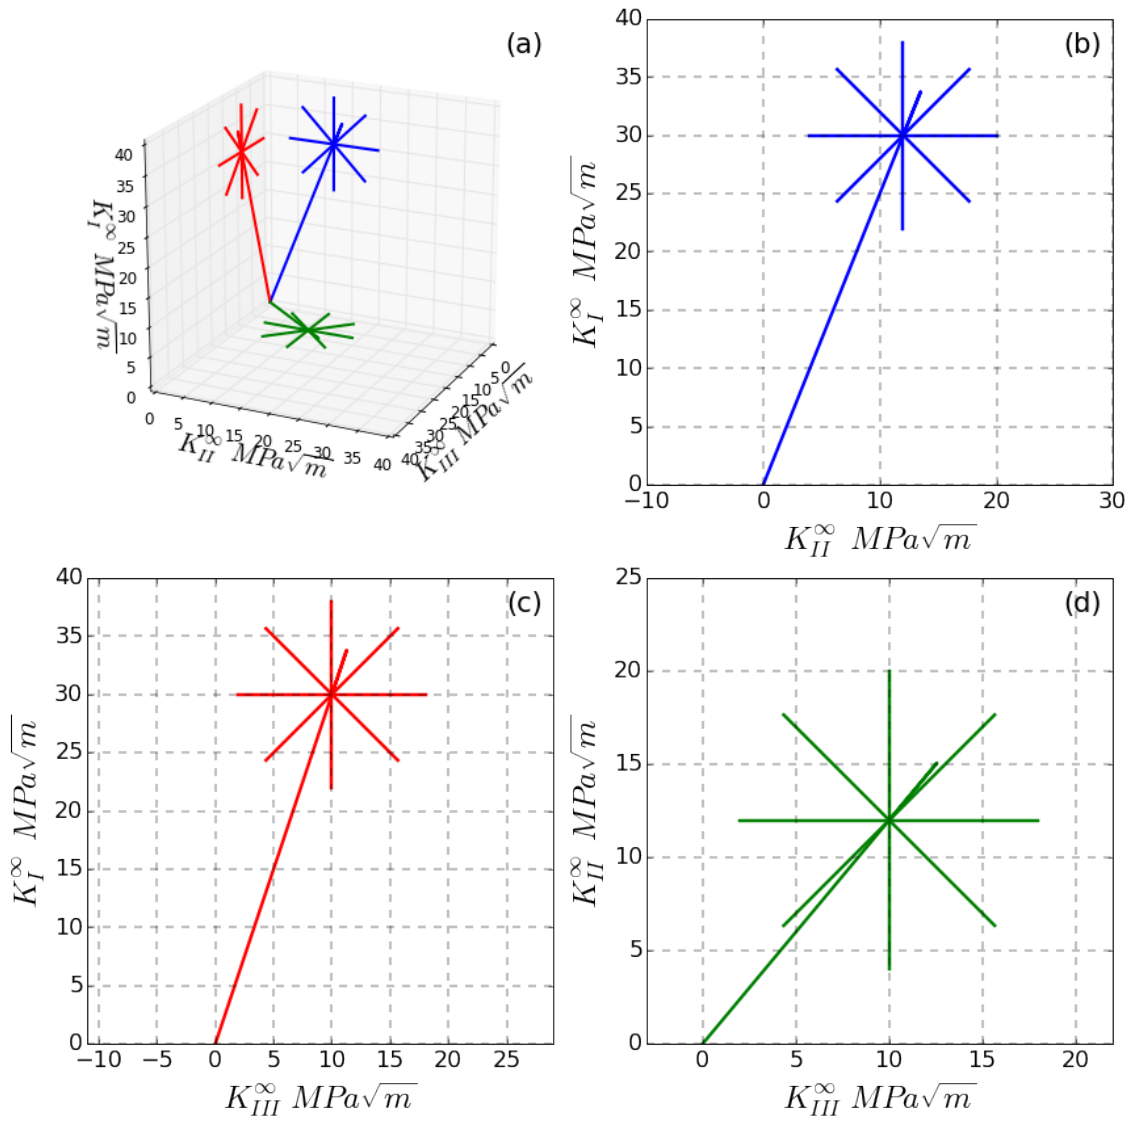 (a)
40
35
30
25
20
15
10
5
0
K_I^∞ MPa√m
0 5 10 15 20 25 30 35 40
K_II^∞ MPa√m
40 35 30 25 20 15 10 5 0
K_III^∞ MPa√m
(b)
40
35
30
25
20
15
10
5
0
K_I^∞ MPa√m
−10 0 10 20 30
K_II^∞ MPa√m
(c)
40
35
30
25
20
15
10
5
0
K_I^∞ MPa√m
−10 −5 0 5 10 15 20 25
K_III^∞ MPa√m
(d)
25
20
15
10
5
0
K_II^∞ MPa√m
0 5 10 15 20
K_III^∞ MPa√m